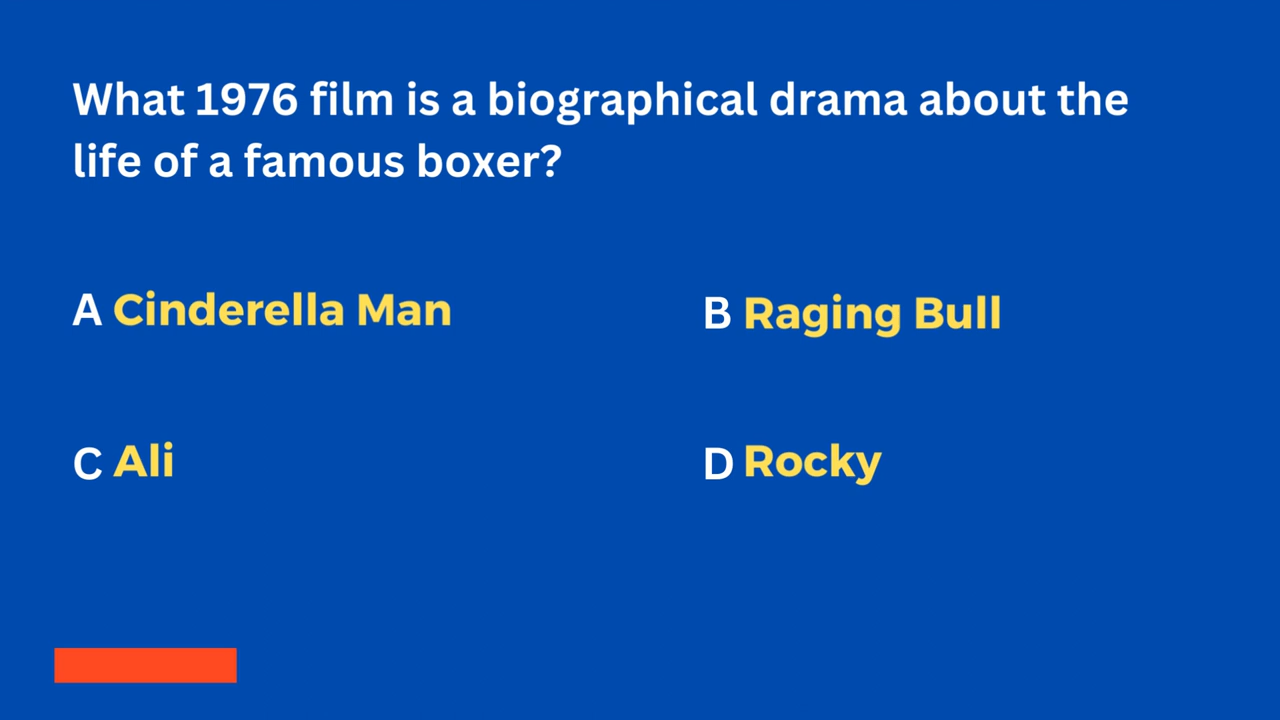 What 1976 film is a biographical drama about the
life of a famous boxer?
A Cinderella Man
B Raging Bull
C Ali
D Rocky